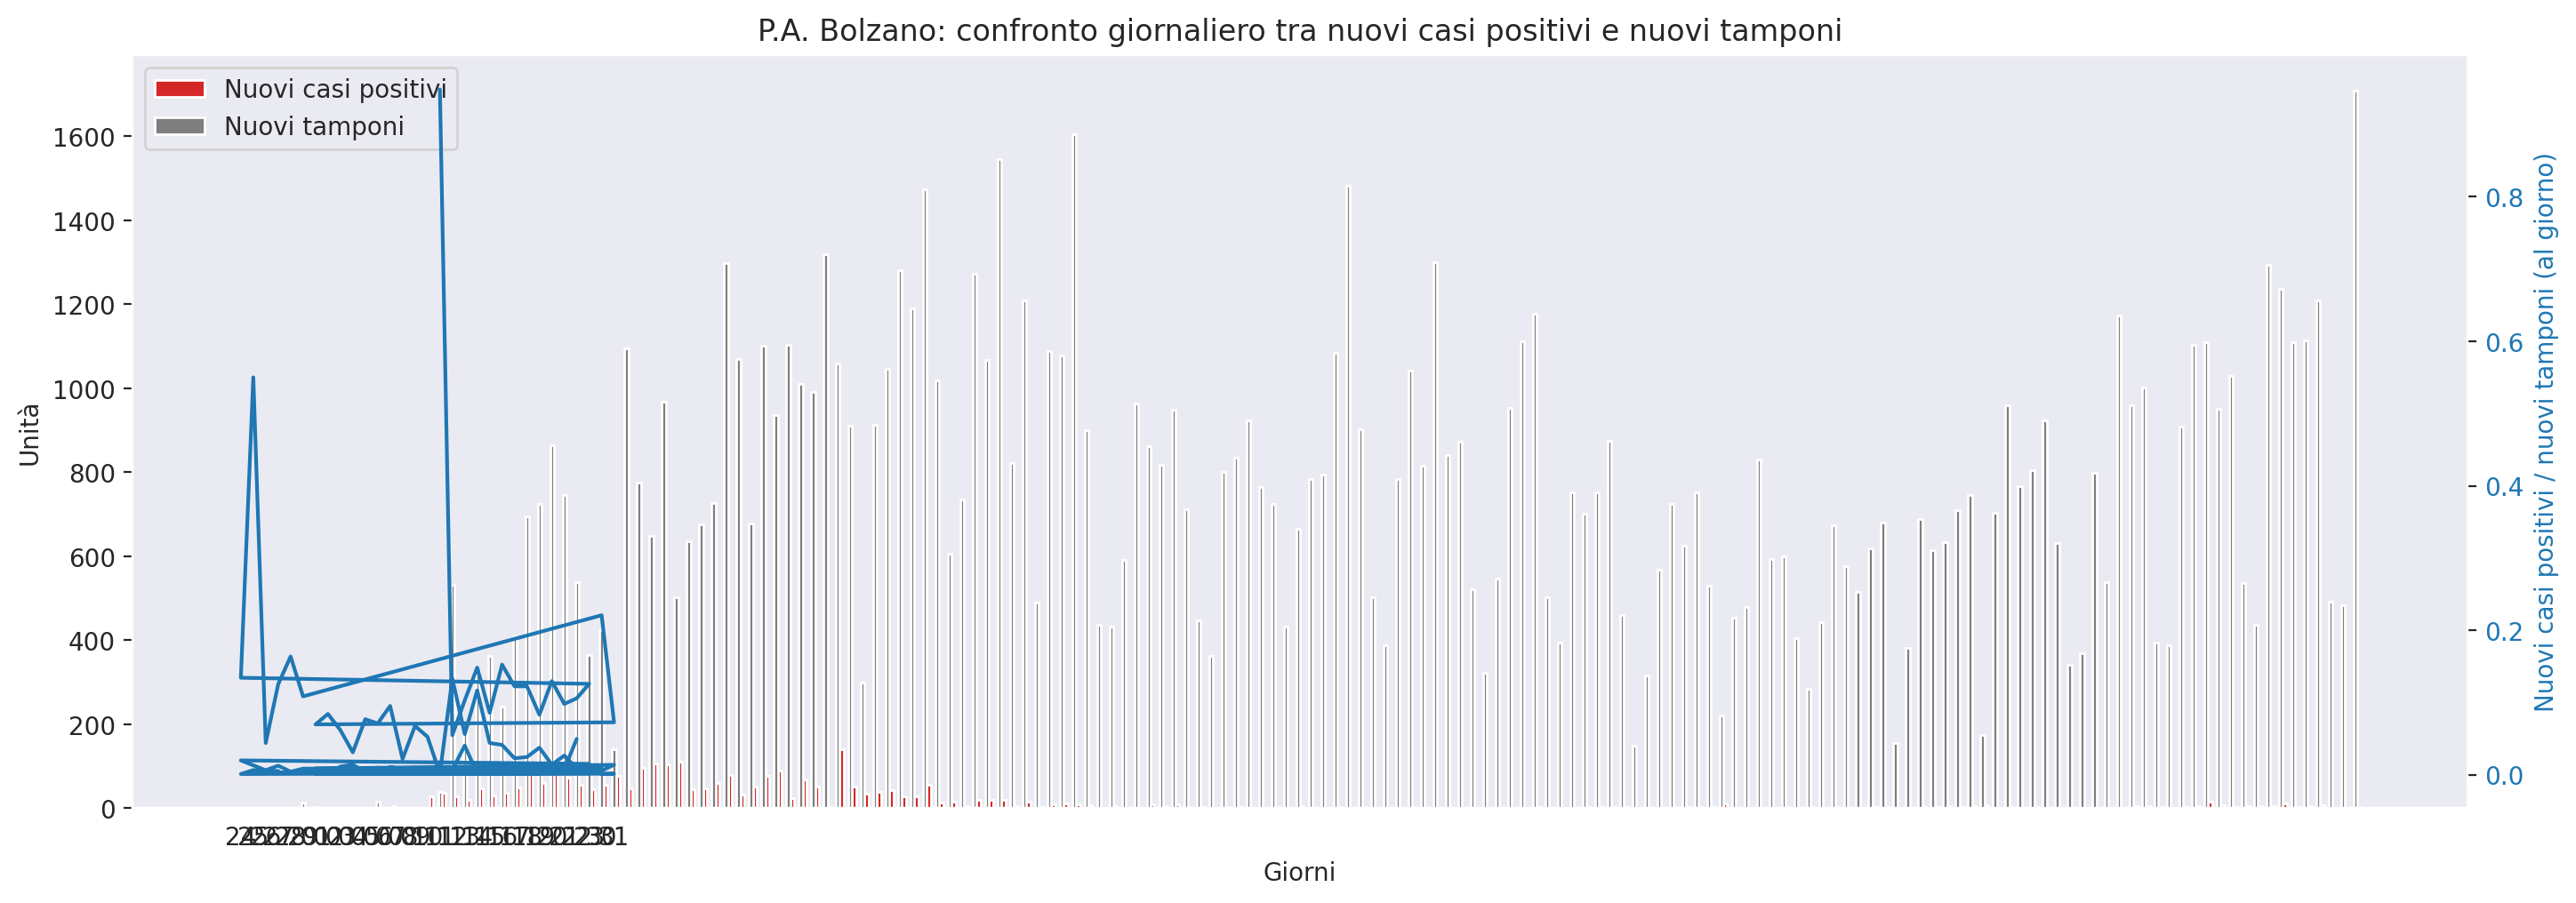 P.A. Bolzano: confronto giornaliero tra nuovi casi positivi e nuovi tamponi
Nuovi casi positivi
Nuovi tamponi
1600
1400
1200
1000
800
600
400
200
0
Unità
0.8
0.6
0.4
0.2
0.0
Nuovi casi positivi / nuovi tamponi (al giorno)
Giorni